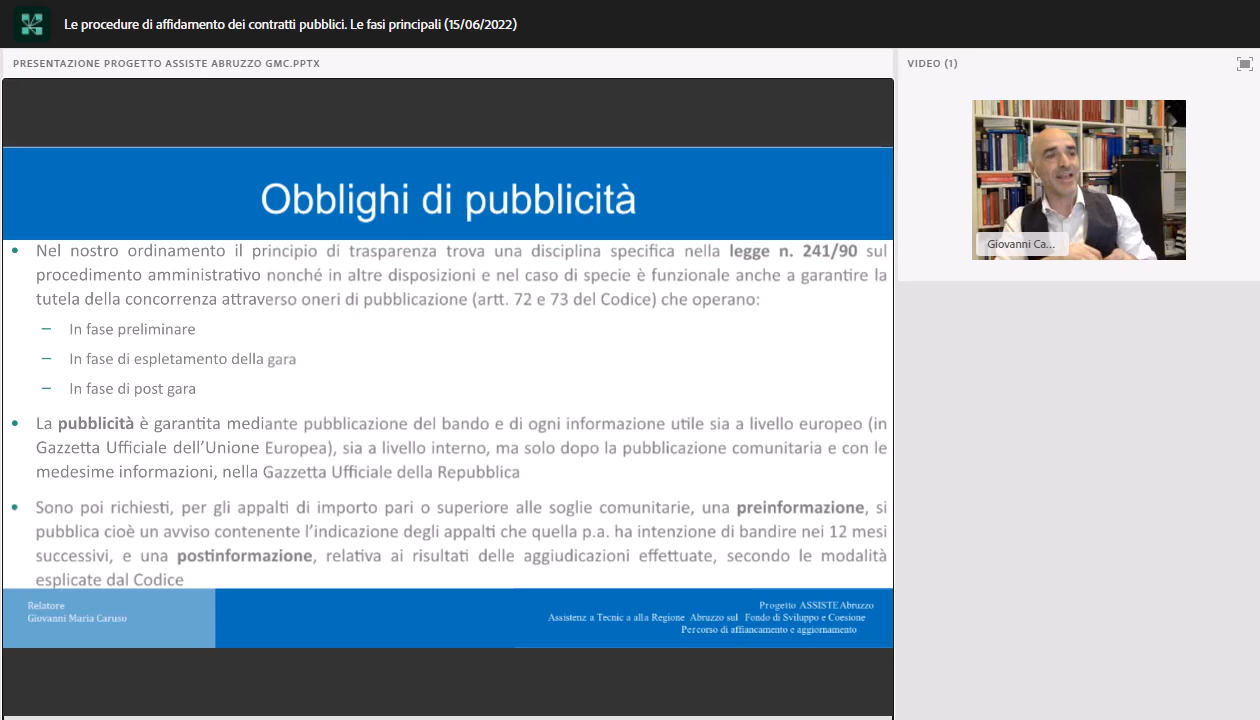 Le procedure di affidamento dei contratti pubblici. Le fasi principali (15/06/2022)
PRESENTAZIONE PROGETTO ASSISTE ABRUZZO GMC.PPTX
VIDEO (1)
Obblighi di pubblicità
• Nel nostro ordinamento il principio di trasparenza trova una disciplina specifica nella legge n. 241/90 sul
procedimento amministrativo nonché in altre disposizioni e nel caso di specie è funzionale anche a garantire la
tutela della concorrenza attraverso oneri di pubblicazione (artt. 72 e 73 del Codice) che operano:
– In fase preliminare
– In fase di espletamento della gara
– In fase di post gara
• La pubblicità è garantita mediante pubblicazione del bando e di ogni informazione utile sia a livello europeo (in
Gazzetta Ufficiale dell'Unione Europea), sia a livello interno, ma solo dopo la pubblicazione comunitaria e con le
medesime informazioni, nella Gazzetta Ufficiale della Repubblica
• Sono poi richiesti, per gli appalti di importo pari o superiore alle soglie comunitarie, una preinformazione, si
pubblica cioè un avviso contenente l'indicazione degli appalti che quella p.a. ha intenzione di bandire nei 12 mesi
successivi, e una postinformazione, relativa ai risultati delle aggiudicazioni effettuate, secondo le modalità
esplicate dal Codice
Relatore
Giovanni Maria Caruso
Progetto ASSISTE Abruzzo
Assistenz a Tecnic a alla Regione Abruzzo sul Fondo di Sviluppo e Coesione
Percorso di affiancamento e aggiornamento
Giovanni Ca...